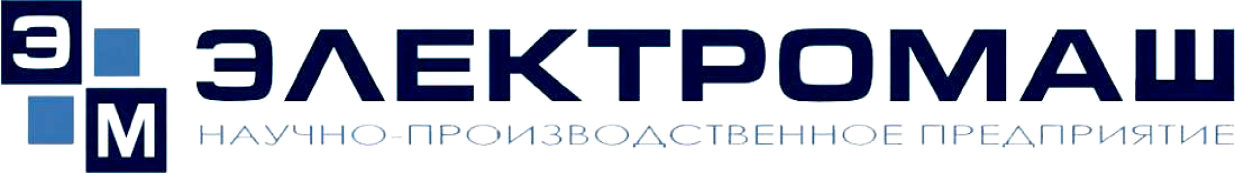 Э
М
ЭЛЕКТРОМАШ
НАУЧНО-ПРОИЗВОДСТВЕННОЕ ПРЕДПРИЯТИЕ